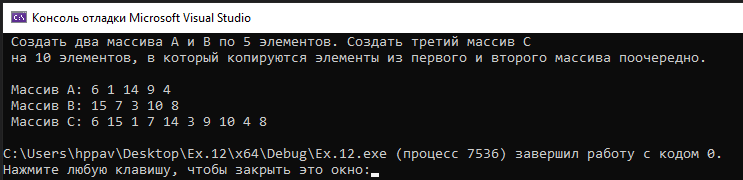 Консоль отладки Microsoft Visual Studio
Создать два массива A и B по 5 элементов. Создать третий массив C
на 10 элементов, в который копируются элементы из первого и второго массива поочередно.
Массив A: 6 1 14 9 4
Массив B: 15 7 3 10 8
Массив C: 6 15 1 7 14 3 9 10 4 8
C:\Users\hppav\Desktop\Ex.12\x64\Debug\Ex.12.exe (процесс 7536) завершил работу с кодом 0.
Нажмите любую клавишу, чтобы закрыть это окно: